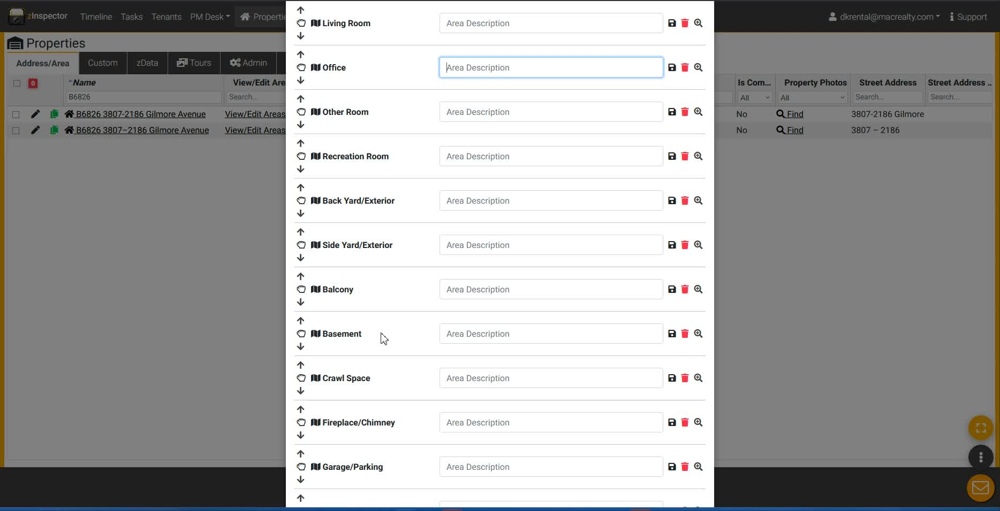 zInspector Timeline Tasks Tenants PM Desk Properti dkrental@macrealty.com Support
Properties
Address/Area Custom zData Tours Admin
0 Name View/Edit Are Is Com... Property Photos Street Address Street Address ..
B6826 Search... All All Search... Search...
B6826 3807-2186 Gilmore Avenue View/Edit Areas No Find 3807-2186 Gilmore
B6826 3807–2186 Gilmore Avenue View/Edit Areas No Find 3807 – 2186
Living Room Area Description
Office Area Description
Other Room Area Description
Recreation Room Area Description
Back Yard/Exterior Area Description
Side Yard/Exterior Area Description
Balcony Area Description
Basement Area Description
Crawl Space Area Description
Fireplace/Chimney Area Description
Garage/Parking Area Description